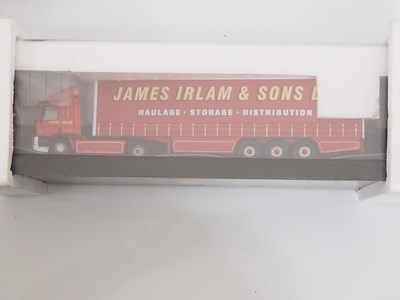 JAMES IRLAM & SONS L
HAULAGE · STORAGE · DISTRIBUTION